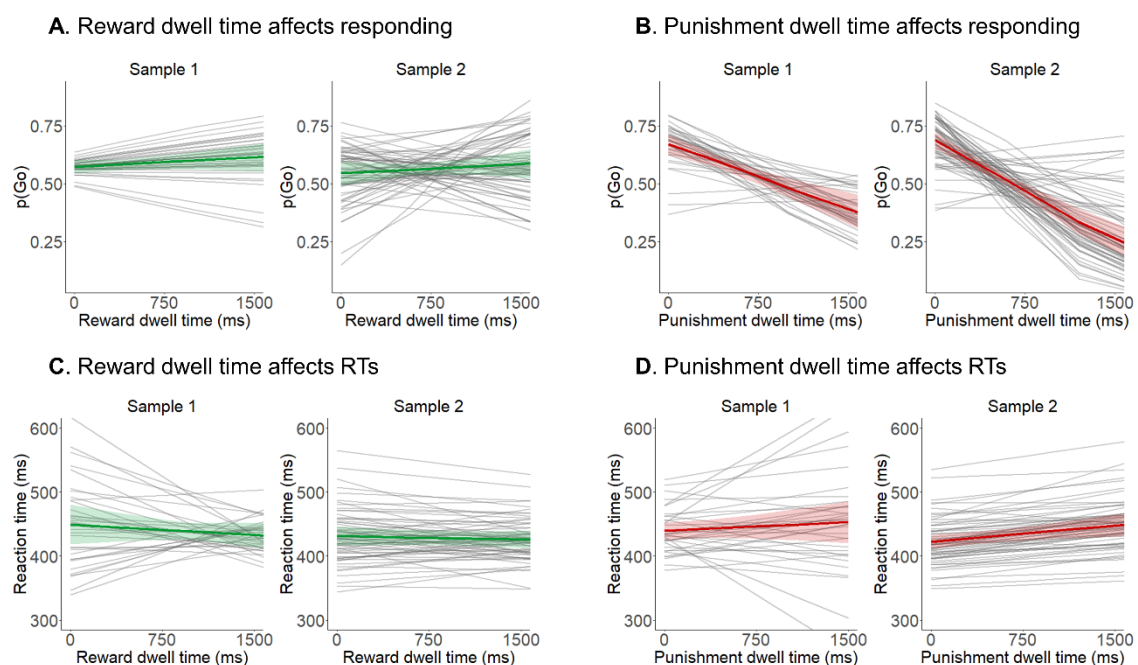 A. Reward dwell time affects responding
Sample 1
Sample 2
p(Go)
0.75
0.50
0.25
0
750
1500
Reward dwell time (ms)
p(Go)
0.75
0.50
0.25
0
750
1500
Reward dwell time (ms)
B. Punishment dwell time affects responding
Sample 1
Sample 2
p(Go)
0.75
0.50
0.25
0
750
1500
Punishment dwell time (ms)
p(Go)
0.75
0.50
0.25
0
750
1500
Punishment dwell time (ms)
C. Reward dwell time affects RTs
Sample 1
Sample 2
Reaction time (ms)
600
500
400
300
0
750
1500
Reward dwell time (ms)
Reaction time (ms)
600
500
400
300
0
750
1500
Reward dwell time (ms)
D. Punishment dwell time affects RTs
Sample 1
Sample 2
Reaction time (ms)
600
500
400
300
0
750
1500
Punishment dwell time (ms)
Reaction time (ms)
600
500
400
300
0
750
1500
Punishment dwell time (ms)